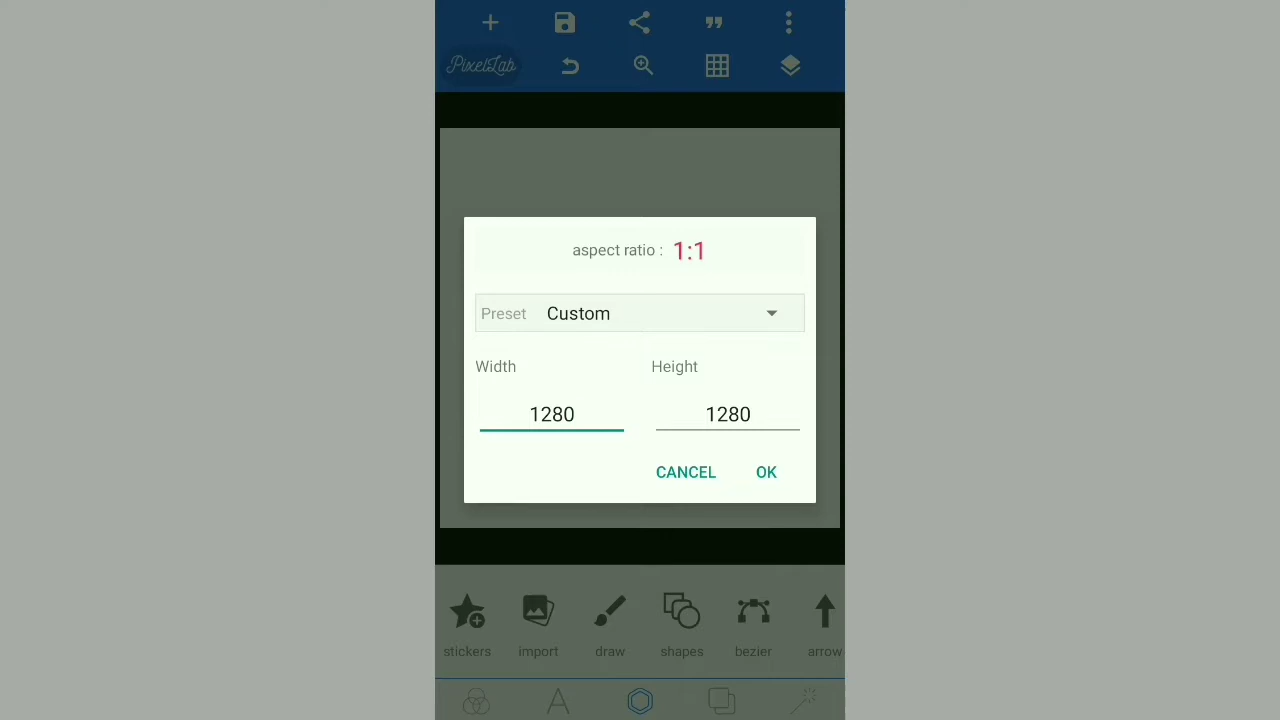 PixelLab
aspect ratio : 1:1
Preset Custom
Width Height
1280 1280
CANCEL OK
stickers import draw shapes bezier arrow